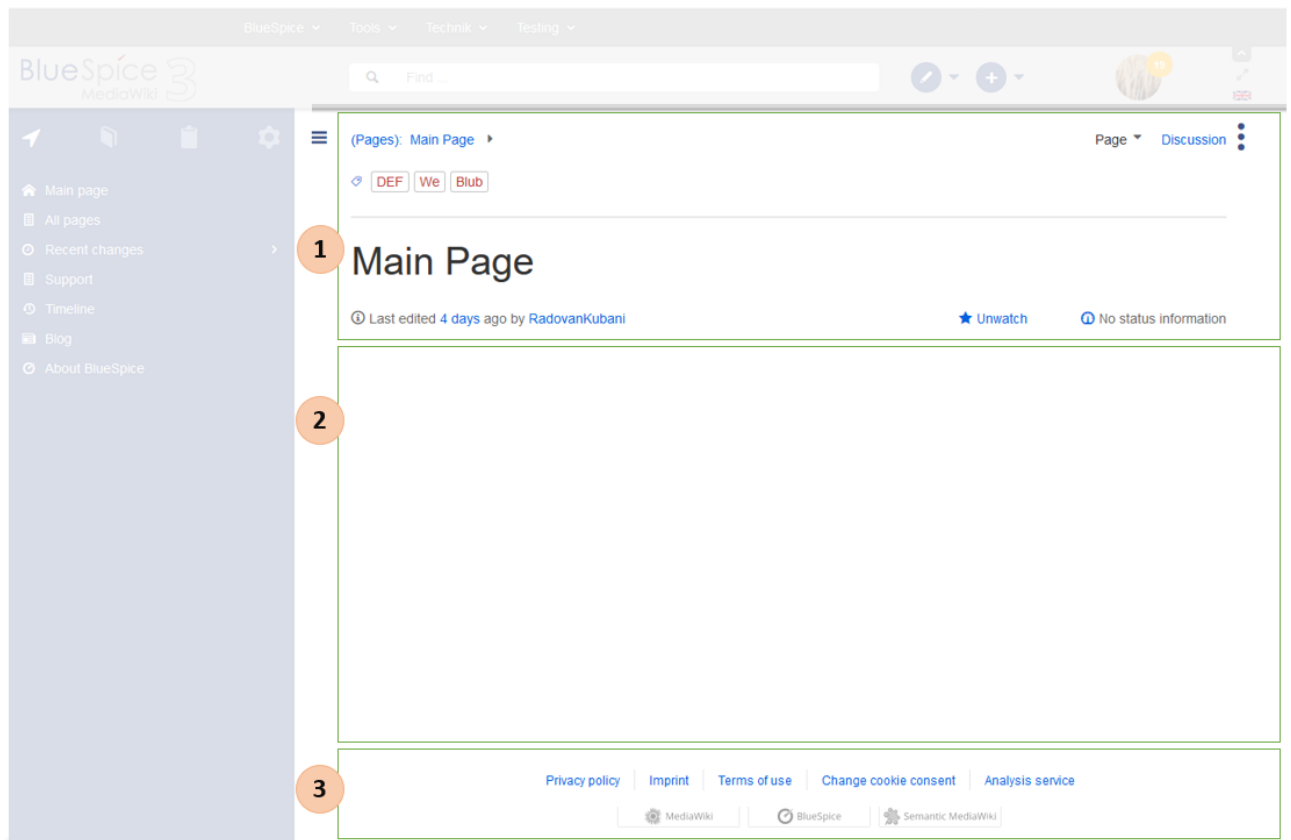 BlueSpice Tools Technik Testing
BlueSpice 3
MediaWiki
Find ...
15
(Pages): Main Page
Page Discussion
DEF We Blub
Main page
All pages
Recent changes
Support
Timeline
Blog
About BlueSpice
1
Main Page
Last edited 4 days ago by RadovanKubani
Unwatch
No status information
2
3
Privacy policy Imprint Terms of use Change cookie consent Analysis service
MediaWiki BlueSpice Semantic MediaWiki